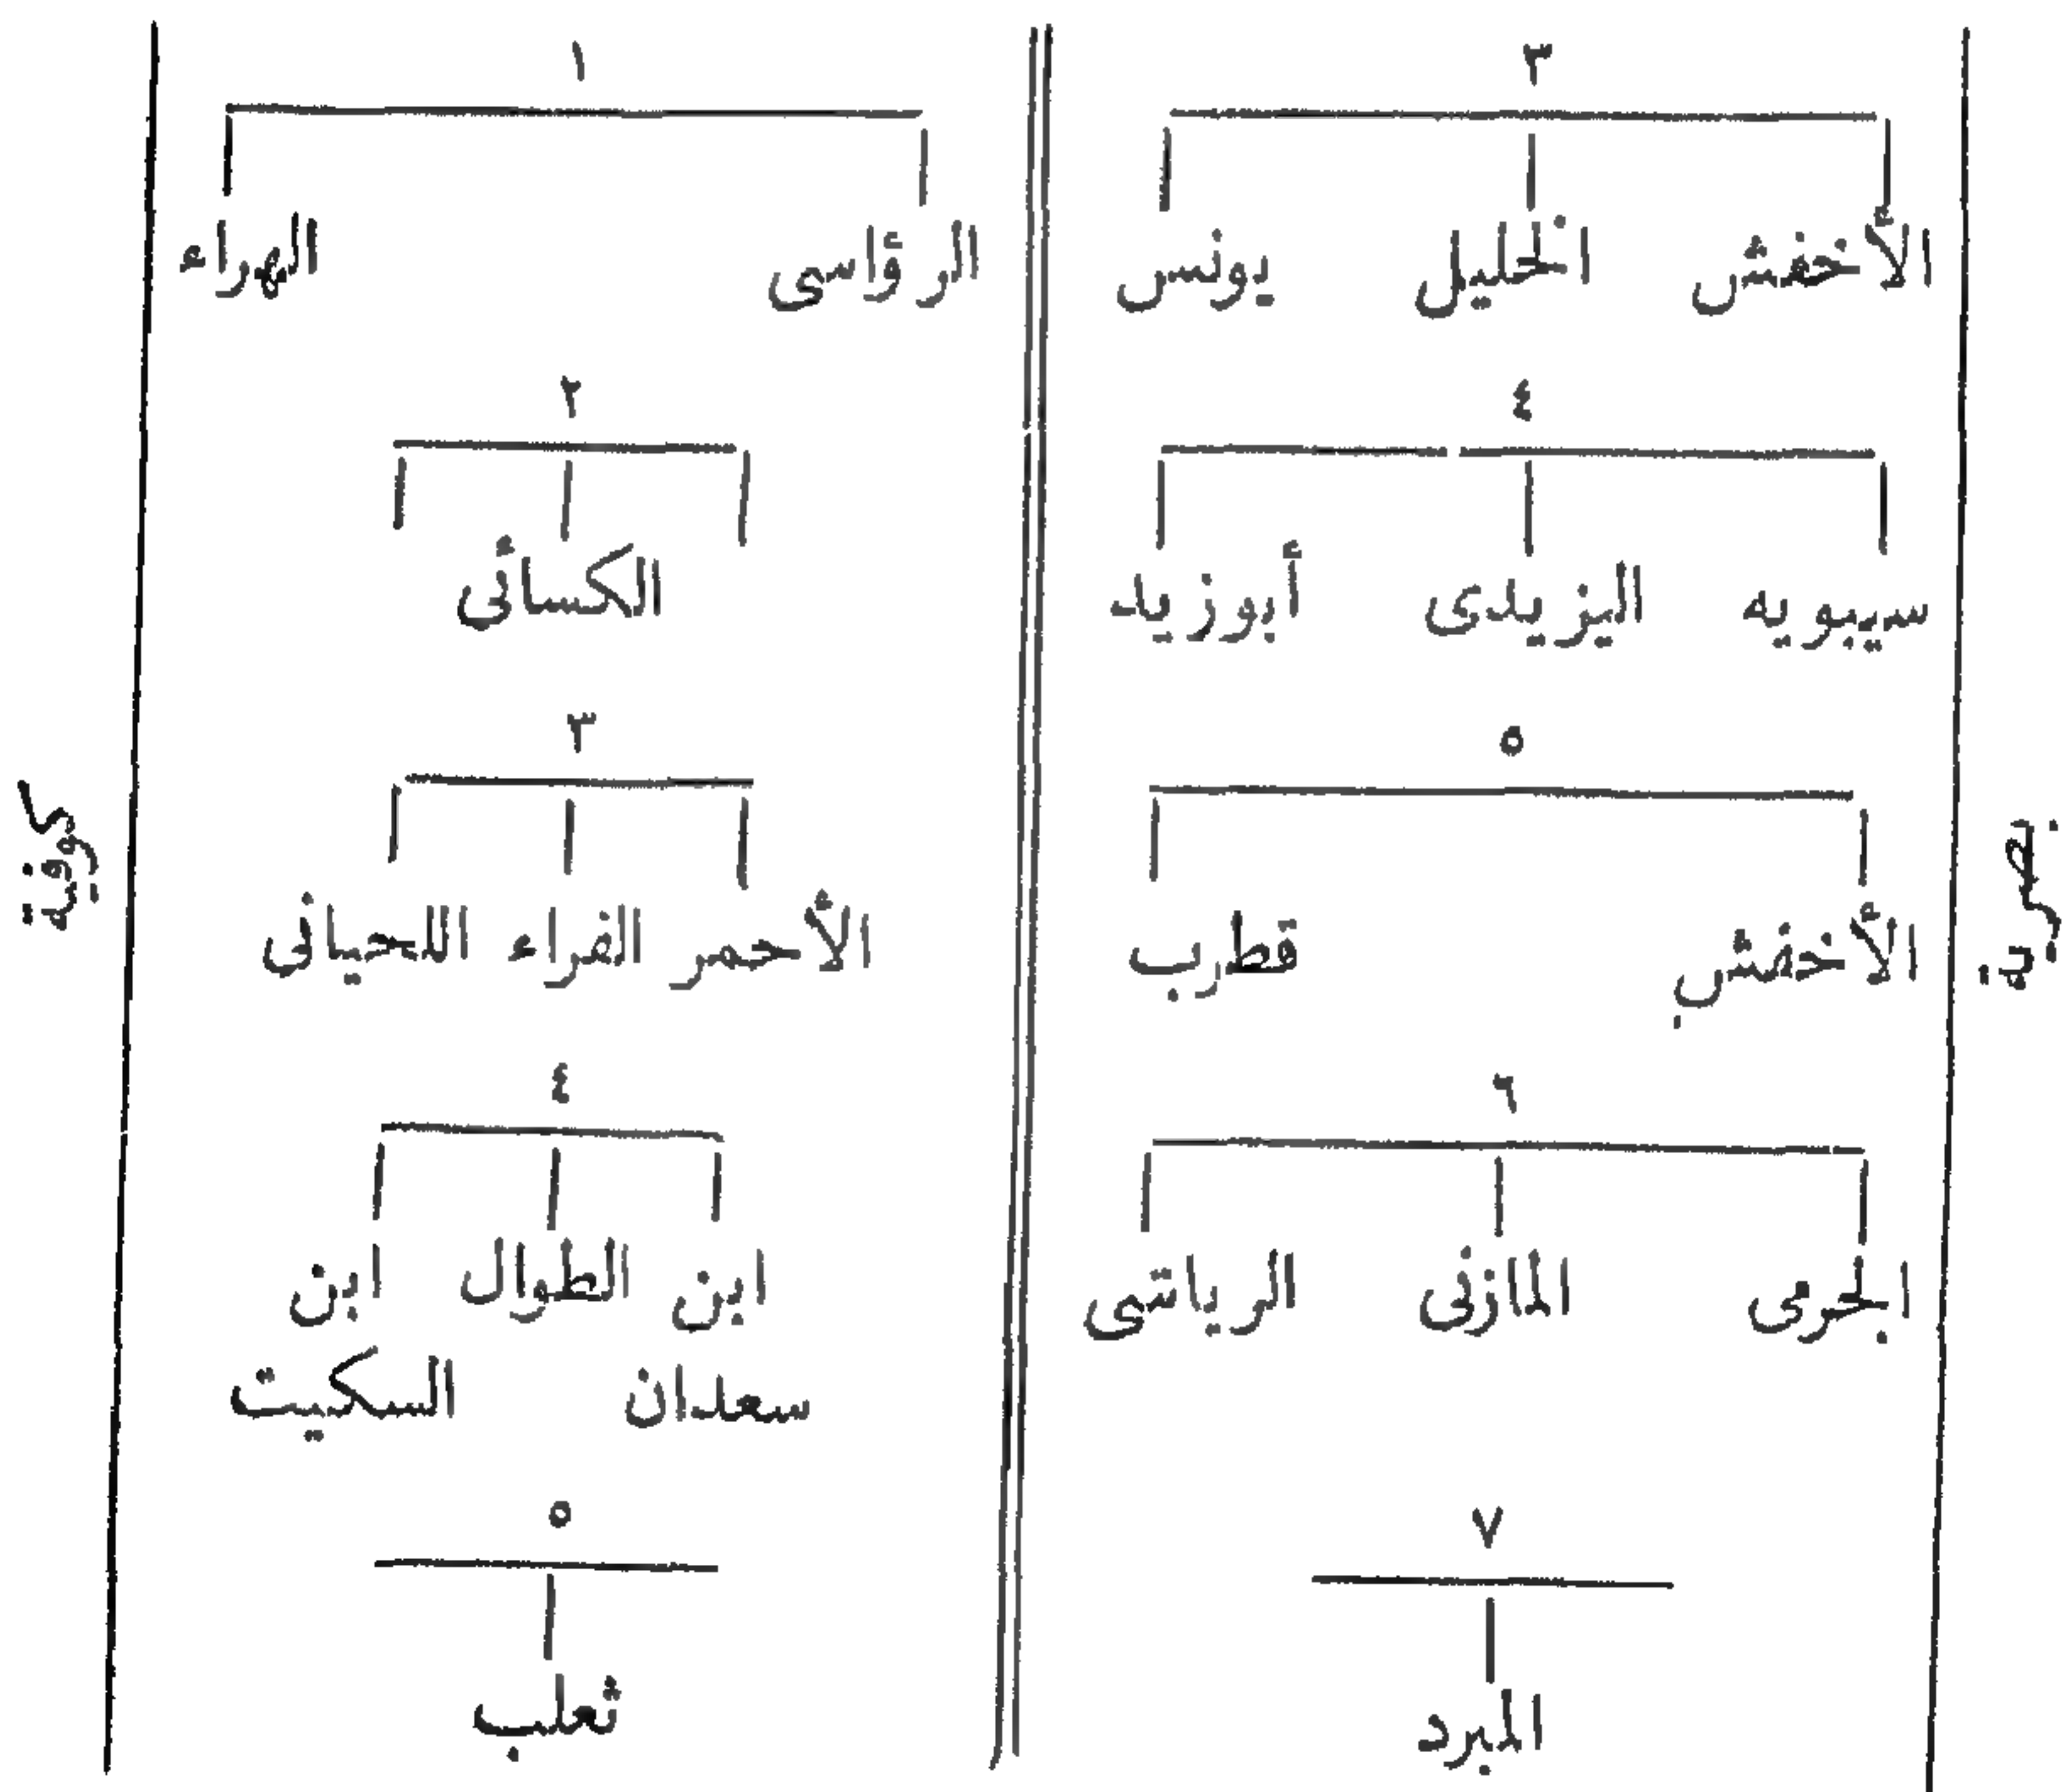 بصرية
٣
الأخفش الخليل يونس
٤
سيبويه اليزيدى أبوزيد
٥
الأخفش قطرب
٦
الجرمى المازنى الرياشى
٧
المبرد
١
الرؤاسى الهراء
٢
الكسائى
٣
الأحمر الفراء اللحيانى
٤
ابن الطوال ابن
سعدان السكيت
٥
ثعلب
كوفية